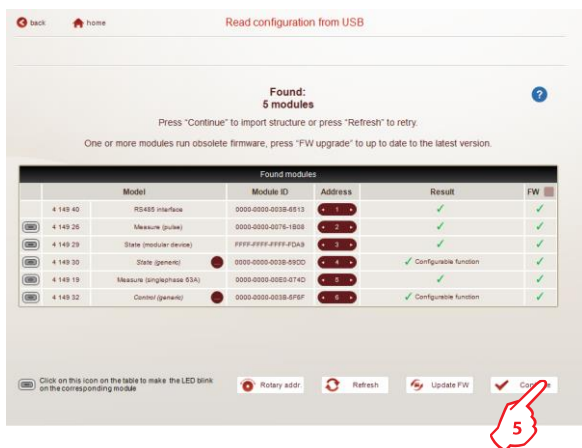 back home Read configuration from USB
Found:
5 modules
Press "Continue" to import structure or press "Refresh" to retry.
One or more modules run obsolete firmware, press "FW upgrade" to up to date to the latest version.
Found modules
Model Module ID Address Result FW
4 149 40 RS485 interface 0000-0000-003B-6513 1
4 149 26 Measure (pulse) 0000-0000-0076-1B08 2
4 149 29 State (modular device) FFFF-FFFF-FFFF-FDA8 3
4 149 30 State (generic) ... 0000-0000-003B-59DD 4 Configurable function
4 149 19 Measure (singlephase 63A) 0000-0000-00E0-074D 5
4 149 32 Control (generic) ... 0000-0000-003B-5F6F 6 Configurable function
Click on this icon on the table to make the LED blink
on the corresponding module
Rotary addr. Refresh Update FW
5